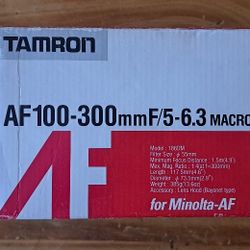 TAMRON
AF100-300mmF/5-6.3 MACRO
Model : 186DM
Filter Size : φ 55mm
Minimum Focus Distance : 1.5m(4.9')
Max. Macro Ratio : 1:4(at f=300mm)
Length : 117.5mm(4.6")
Diameter : φ 73.1mm(2.9")
Weight : 385g(13.6oz)
Accessory : Lens Hood (Bayonet type)
AF
for Minolta-AF